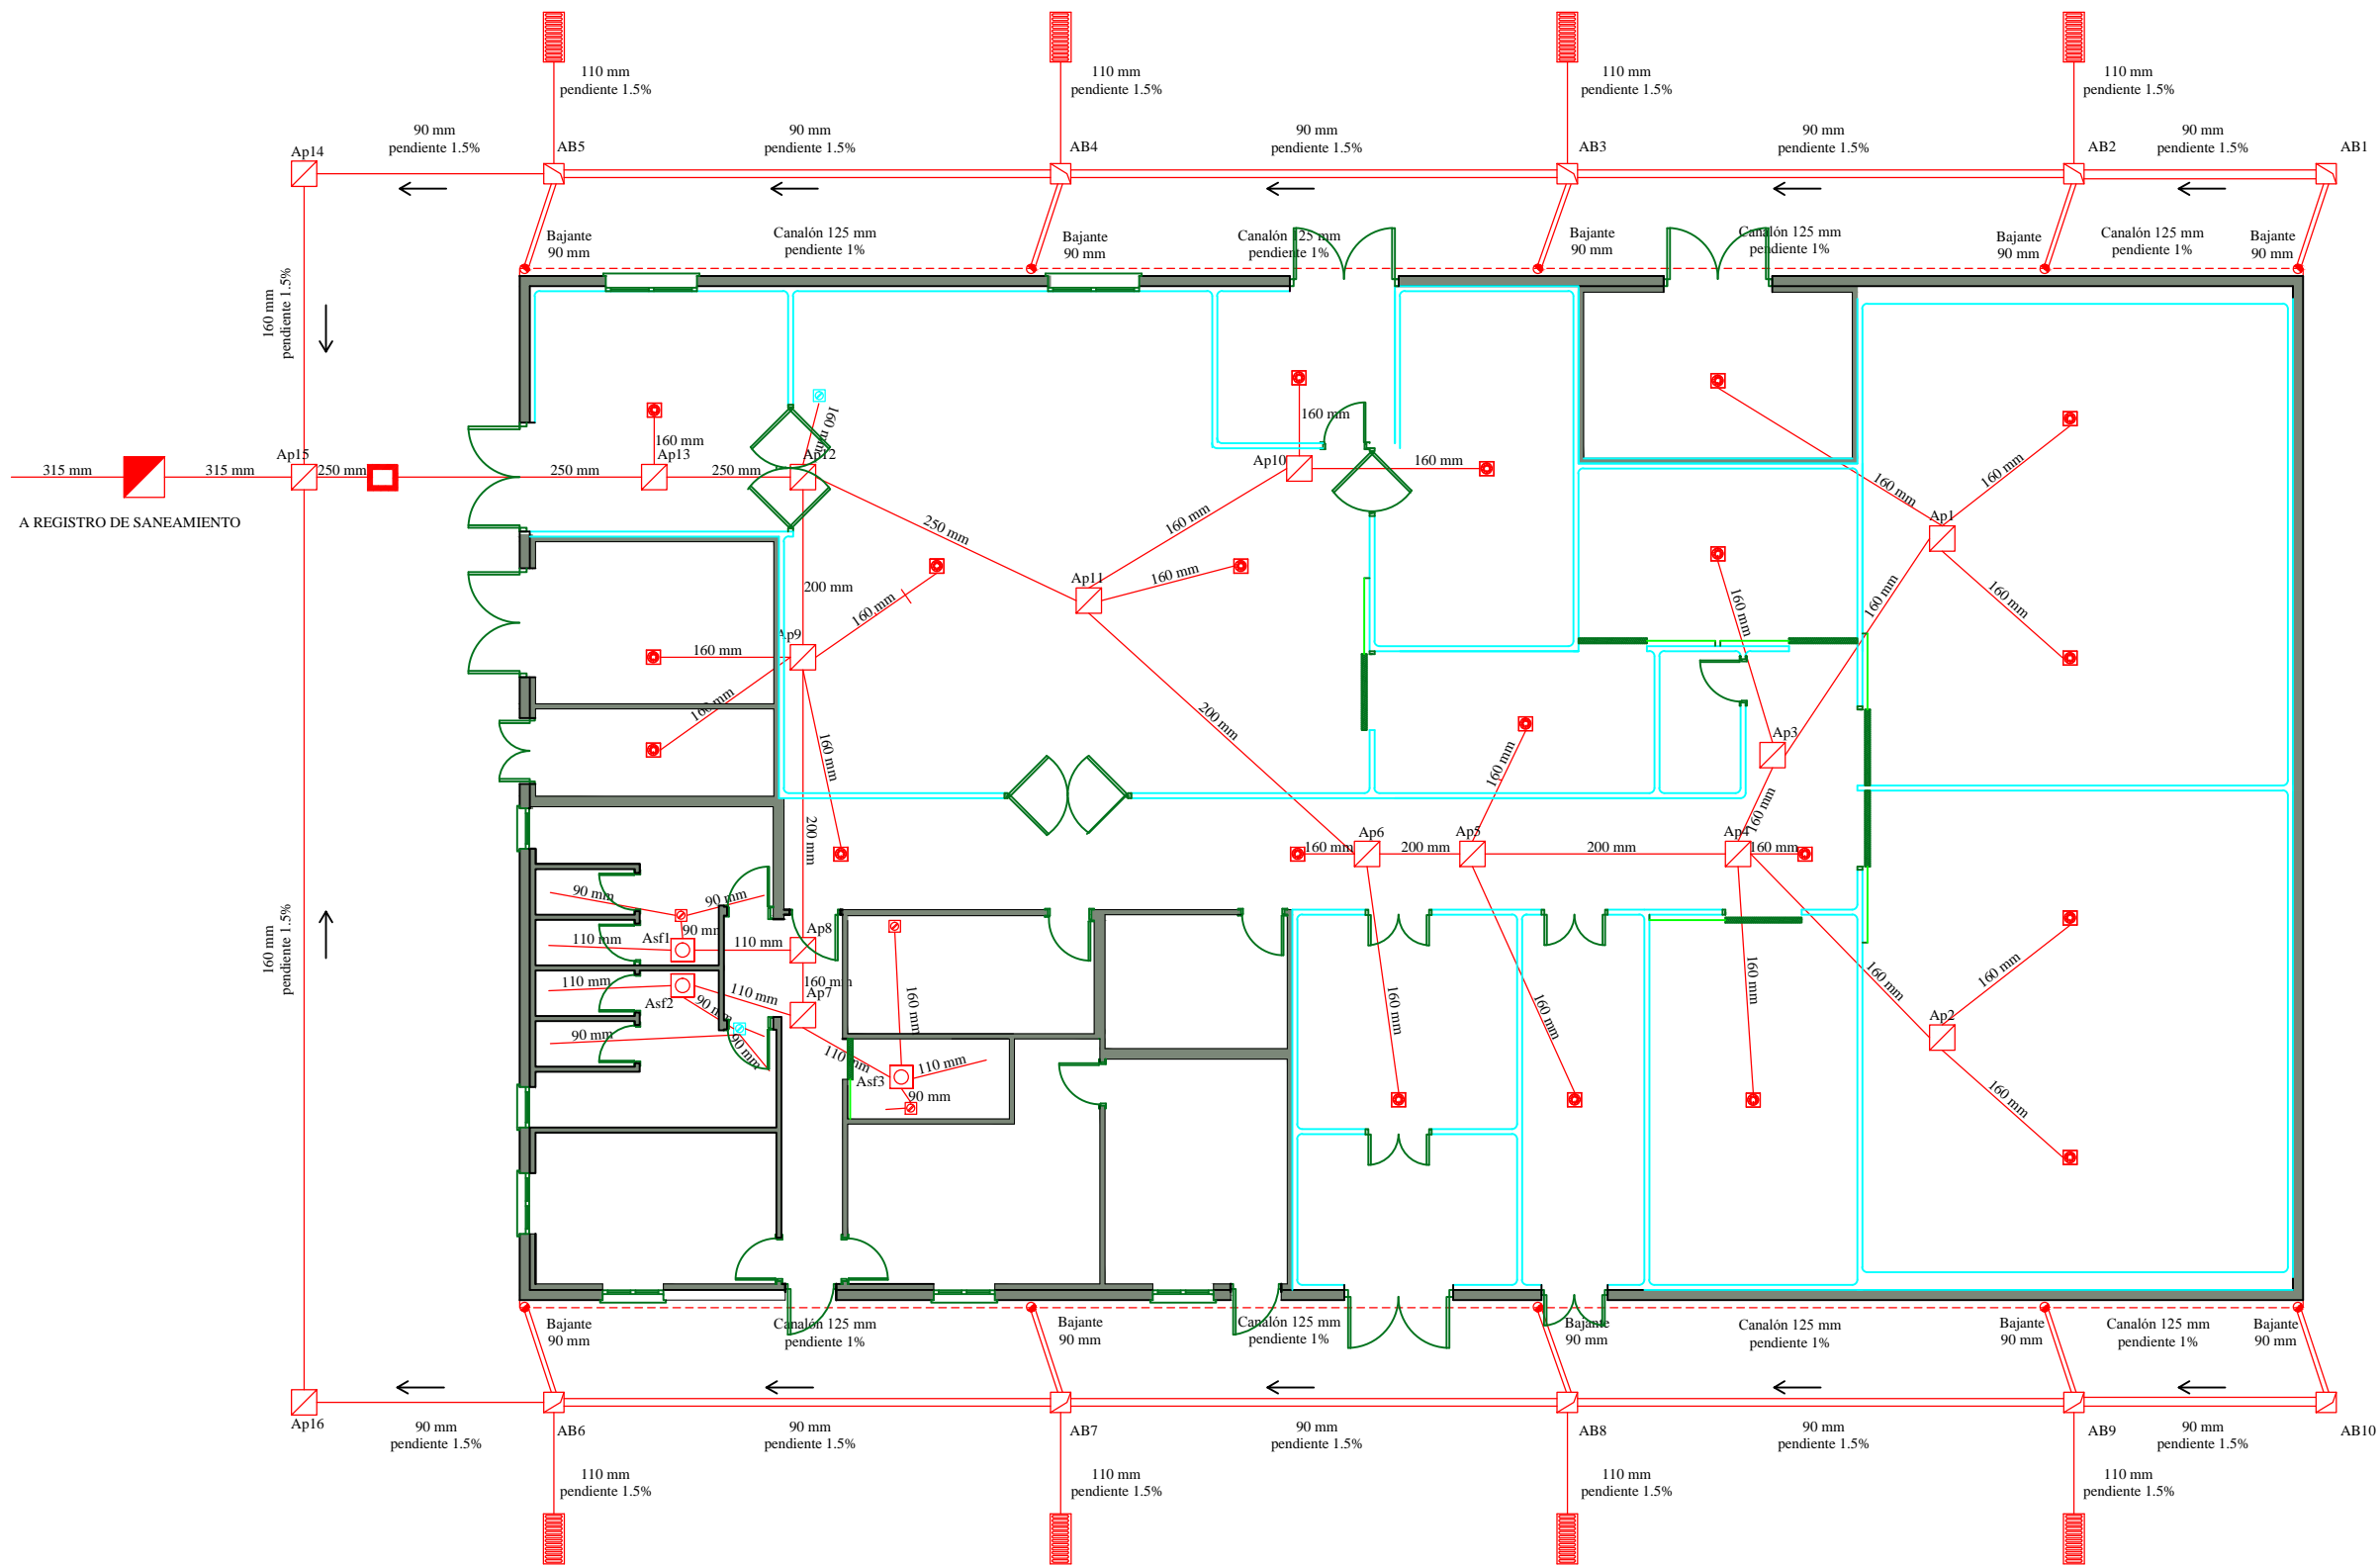 110 mm
pendiente 1.5%
110 mm
pendiente 1.5%
110 mm
pendiente 1.5%
110 mm
pendiente 1.5%
90 mm
pendiente 1.5%
90 mm
pendiente 1.5%
90 mm
pendiente 1.5%
90 mm
pendiente 1.5%
90 mm
pendiente 1.5%
Ap14
AB5
AB4
AB3
AB2
AB1
Bajante
90 mm
Canalón 125 mm
pendiente 1%
Bajante
90 mm
Canalón 125 mm
pendiente 1%
Bajante
90 mm
Canalón 125 mm
pendiente 1%
Bajante
90 mm
Canalón 125 mm
pendiente 1%
Bajante
90 mm
160 mm
pendiente 1.5%
315 mm
315 mm
Ap15
250 mm
250 mm
160 mm
Ap13
250 mm
160 mm
Ap12
A REGISTRO DE SANEAMIENTO
160 mm
Ap10
160 mm
250 mm
160 mm
Ap11
160 mm
160 mm
160 mm
Ap1
160 mm
160 mm
200 mm
160 mm
Ap9
160 mm
160 mm
160 mm
200 mm
160 mm
Ap3
160 mm
160 mm
200 mm
Ap6
160 mm
200 mm
Ap5
200 mm
Ap4
160 mm
90 mm
90 mm
90 mm
110 mm
Asf1
110 mm
Ap8
160 mm
Ap7
110 mm
Asf2
110 mm
90 mm
90 mm
90 mm
160 mm
110 mm
Asf3
110 mm
90 mm
160 mm
160 mm
160 mm
160 mm
160 mm
Ap2
160 mm
160 mm
pendiente 1.5%
Bajante
90 mm
Canalón 125 mm
pendiente 1%
Bajante
90 mm
Canalón 125 mm
pendiente 1%
Bajante
90 mm
Canalón 125 mm
pendiente 1%
Bajante
90 mm
Canalón 125 mm
pendiente 1%
Bajante
90 mm
Ap16
90 mm
pendiente 1.5%
AB6
90 mm
pendiente 1.5%
AB7
90 mm
pendiente 1.5%
AB8
90 mm
pendiente 1.5%
AB9
90 mm
pendiente 1.5%
AB10
110 mm
pendiente 1.5%
110 mm
pendiente 1.5%
110 mm
pendiente 1.5%
110 mm
pendiente 1.5%